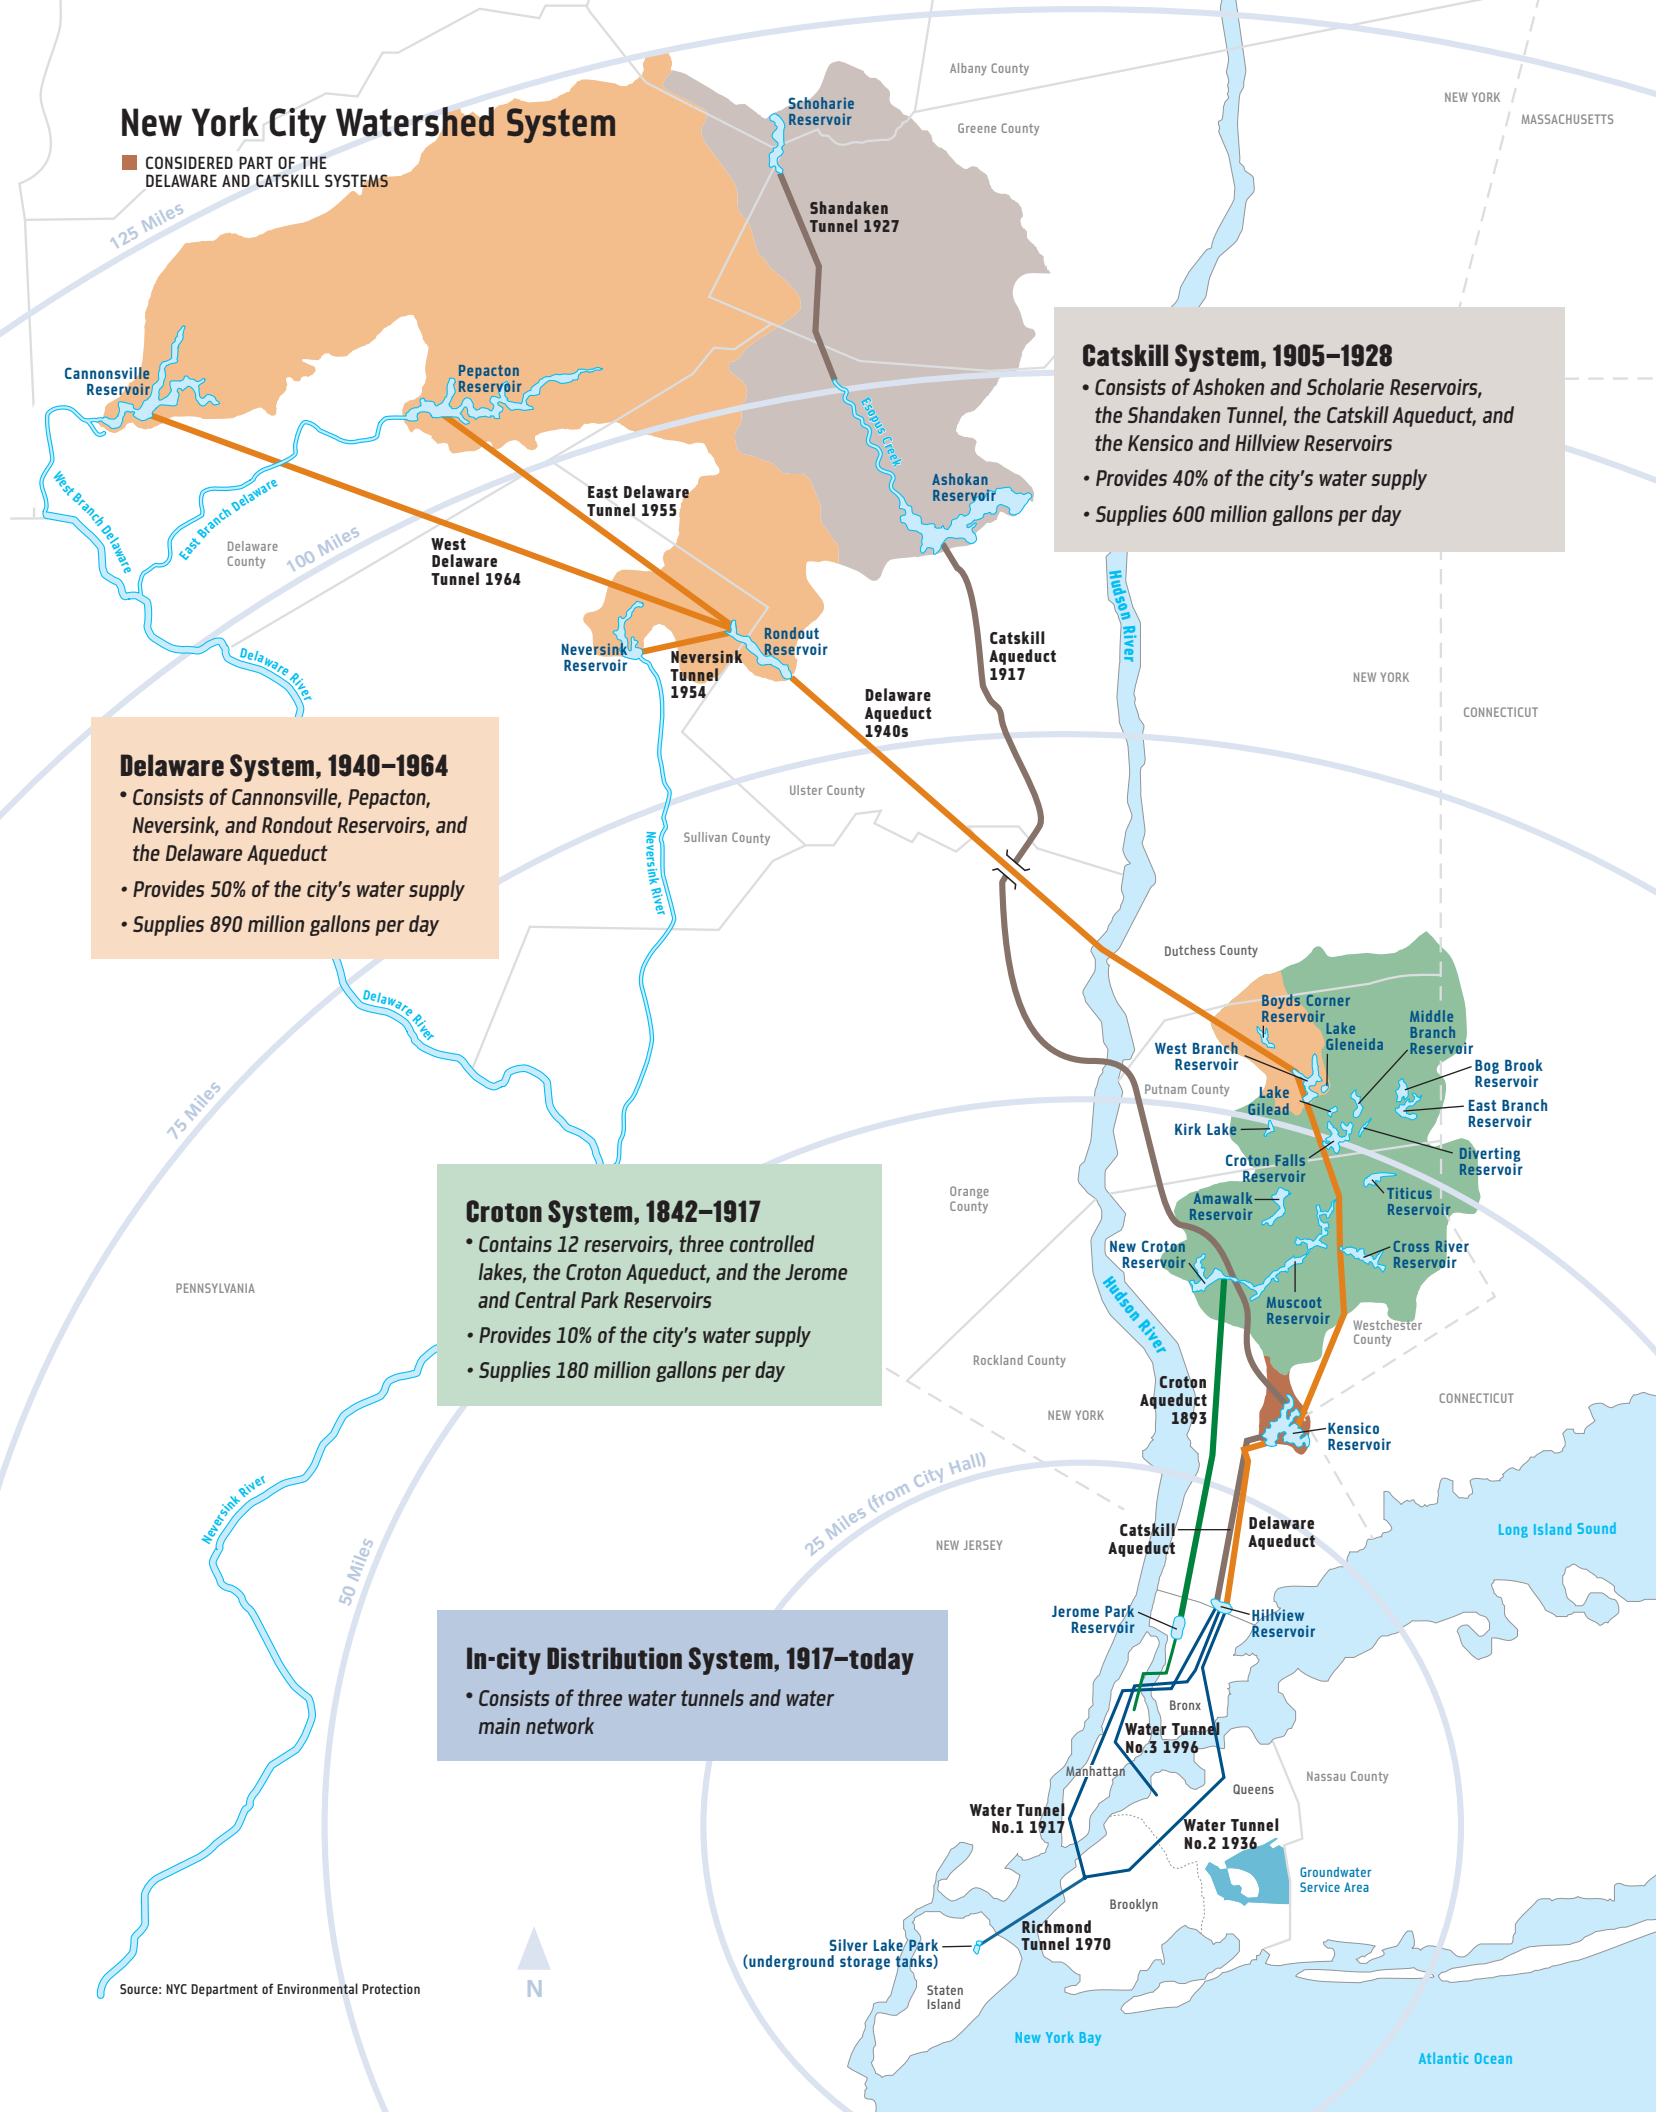 New York City Watershed System
CONSIDERED PART OF THE
DELAWARE AND CATSKILL SYSTEMS
125 Miles
Albany County
Greene County
NEW YORK
MASSACHUSETTS
Schoharie
Reservoir
Shandaken
Tunnel 1927
Cannonsville
Reservoir
Pepacton
Reservoir
Esopus Creek
Ashokan
Reservoir
Catskill System, 1905–1928
• Consists of Ashoken and Scholarie Reservoirs,
the Shandaken Tunnel, the Catskill Aqueduct, and
the Kensico and Hillview Reservoirs
• Provides 40% of the city's water supply
• Supplies 600 million gallons per day
West Branch Delaware
East Branch Delaware
Delaware
County
100 Miles
East Delaware
Tunnel 1955
West
Delaware
Tunnel 1964
Hudson River
Delaware River
Neversink
Reservoir
Neversink
Tunnel
1954
Rondout
Reservoir
Catskill
Aqueduct
1917
Delaware
Aqueduct
1940s
NEW YORK
CONNECTICUT
Delaware System, 1940–1964
• Consists of Cannonsville, Pepacton,
Neversink, and Rondout Reservoirs, and
the Delaware Aqueduct
• Provides 50% of the city's water supply
• Supplies 890 million gallons per day
Ulster County
Sullivan County
Neversink River
Delaware River
75 Miles
Dutchess County
Boyds Corner
Reservoir
Lake
Gleneida
Middle
Branch
Reservoir
West Branch
Reservoir
Bog Brook
Reservoir
Putnam County
Lake
Gilead
East Branch
Reservoir
Kirk Lake
Croton Falls
Reservoir
Diverting
Reservoir
Amawalk
Reservoir
Titicus
Reservoir
New Croton
Reservoir
Cross River
Reservoir
Muscoot
Reservoir
Westchester
County
Orange
County
Hudson River
Rockland County
NEW YORK
PENNSYLVANIA
Croton System, 1842–1917
• Contains 12 reservoirs, three controlled
lakes, the Croton Aqueduct, and the Jerome
and Central Park Reservoirs
• Provides 10% of the city's water supply
• Supplies 180 million gallons per day
Croton
Aqueduct
1893
CONNECTICUT
Kensico
Reservoir
Neversink River
50 Miles
25 Miles (from City Hall)
NEW JERSEY
Catskill
Aqueduct
Delaware
Aqueduct
Long Island Sound
Jerome Park
Reservoir
Hillview
Reservoir
In-city Distribution System, 1917–today
• Consists of three water tunnels and water
main network
Bronx
Water Tunnel
No.3 1996
Manhattan
Queens
Nassau County
Water Tunnel
No.1 1917
Water Tunnel
No.2 1936
Groundwater
Service Area
Brooklyn
Richmond
Tunnel 1970
Silver Lake Park
(underground storage tanks)
Staten
Island
N
Source: NYC Department of Environmental Protection
New York Bay
Atlantic Ocean